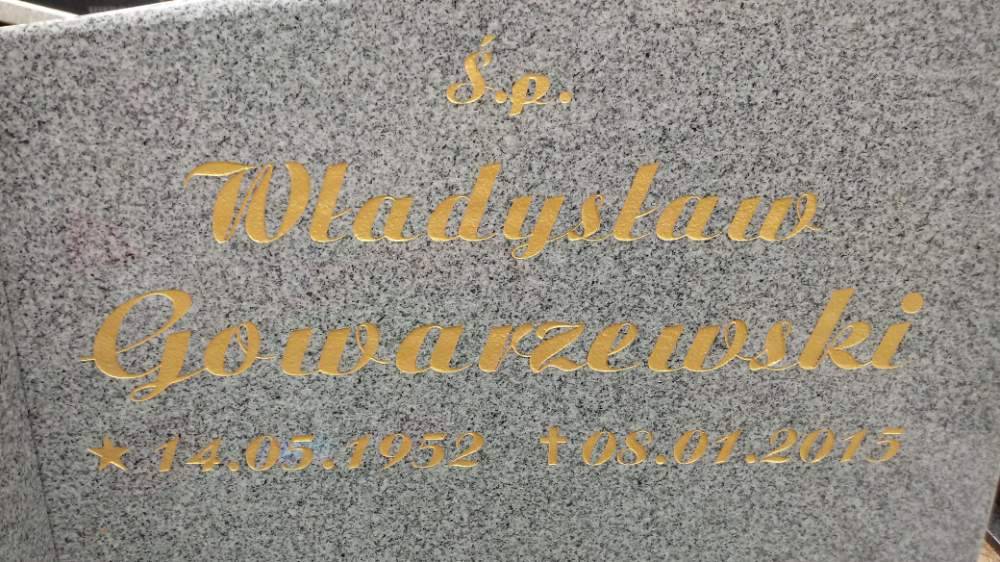 Ś.p.
Władysław
Gowarzewski
★ 14.05.1952 ✝ 08.01.2015